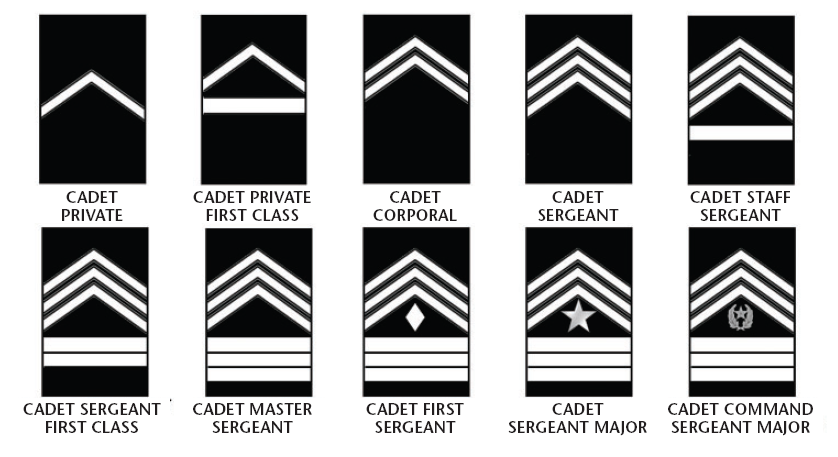 CADET
PRIVATE
CADET PRIVATE
FIRST CLASS
CADET
CORPORAL
CADET
SERGEANT
CADET STAFF
SERGEANT
CADET SERGEANT
FIRST CLASS
CADET MASTER
SERGEANT
CADET FIRST
SERGEANT
CADET
SERGEANT MAJOR
CADET COMMAND
SERGEANT MAJOR